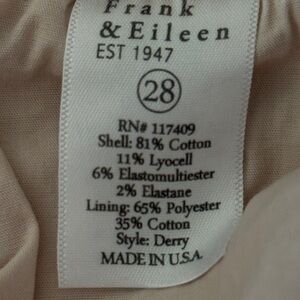 Frank
& Eileen
EST 1947
28
RN# 117409
Shell: 81% Cotton
11% Lyocell
6% Elastomultiester
2% Elastane
Lining: 65% Polyester
35% Cotton
Style: Derry
MADE IN U.S.A.